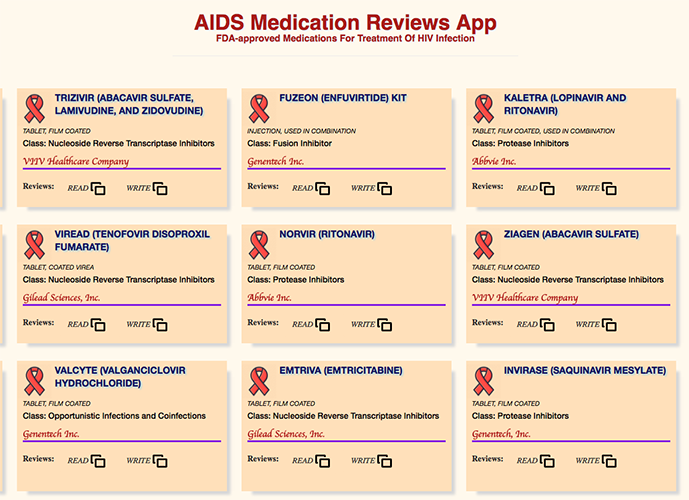 AIDS Medication Reviews App
FDA-approved Medications For Treatment Of HIV Infection
TRIZIVIR (ABACAVIR SULFATE,
LAMIVUDINE, AND ZIDOVUDINE)
TABLET, FILM COATED
Class: Nucleoside Reverse Transcriptase Inhibitors
VIIV Healthcare Company
Reviews: READ WRITE
FUZEON (ENFUVIRTIDE) KIT
INJECTION, USED IN COMBINATION
Class: Fusion Inhibitor
Genentech Inc.
Reviews: READ WRITE
KALETRA (LOPINAVIR AND
RITONAVIR)
TABLET, FILM COATED, USED IN COMBINATION
Class: Protease Inhibitors
Abbvie Inc.
Reviews: READ WRITE
VIREAD (TENOFOVIR DISOPROXIL
FUMARATE)
TABLET, COATED VIREA
Class: Nucleoside Reverse Transcriptase Inhibitors
Gilead Sciences, Inc.
Reviews: READ WRITE
NORVIR (RITONAVIR)
TABLET, FILM COATED
Class: Protease Inhibitors
Abbvie Inc.
Reviews: READ WRITE
ZIAGEN (ABACAVIR SULFATE)
TABLET, FILM COATED
Class: Nucleoside Reverse Transcriptase Inhibitors
VIIV Healthcare Company
Reviews: READ WRITE
VALCYTE (VALGANCICLOVIR
HYDROCHLORIDE)
TABLET, FILM COATED
Class: Opportunistic Infections and Coinfections
Genentech Inc.
Reviews: READ WRITE
EMTRIVA (EMTRICITABINE)
TABLET, FILM COATED
Class: Nucleoside Reverse Transcriptase Inhibitors
Gilead Sciences, Inc.
Reviews: READ WRITE
INVIRASE (SAQUINAVIR MESYLATE)
TABLET, FILM COATED
Class: Protease Inhibitors
Genentech, Inc.
Reviews: READ WRITE